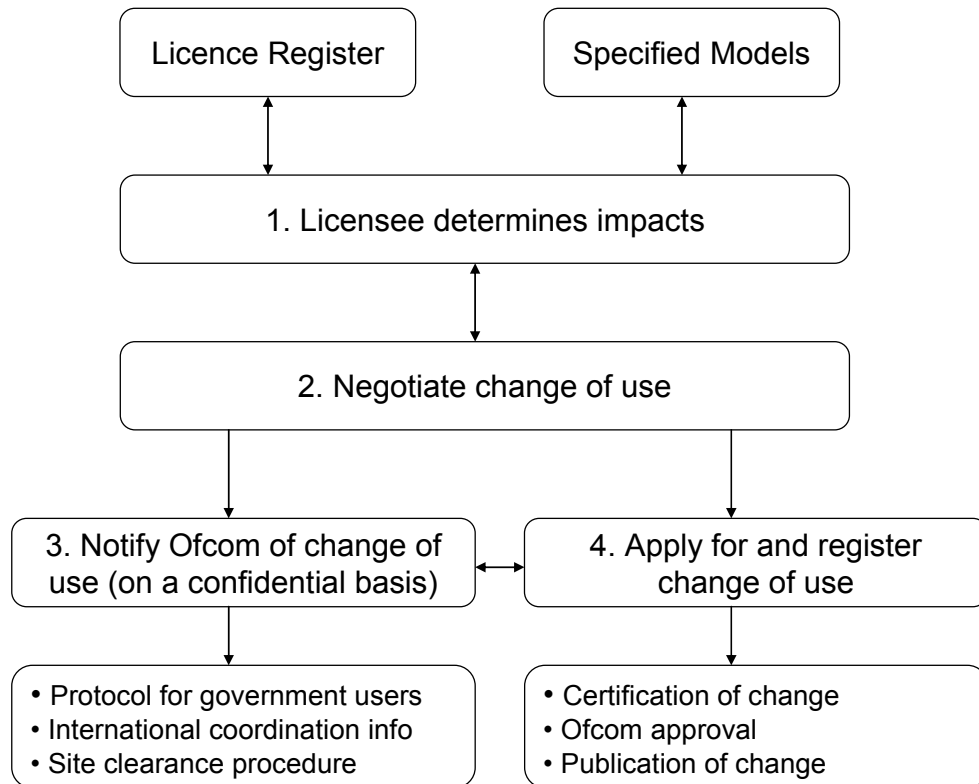 Licence Register
Specified Models
1. Licensee determines impacts
2. Negotiate change of use
3. Notify Ofcom of change of
use (on a confidential basis)
4. Apply for and register
change of use
• Protocol for government users
• International coordination info
• Site clearance procedure
• Certification of change
• Ofcom approval
• Publication of change